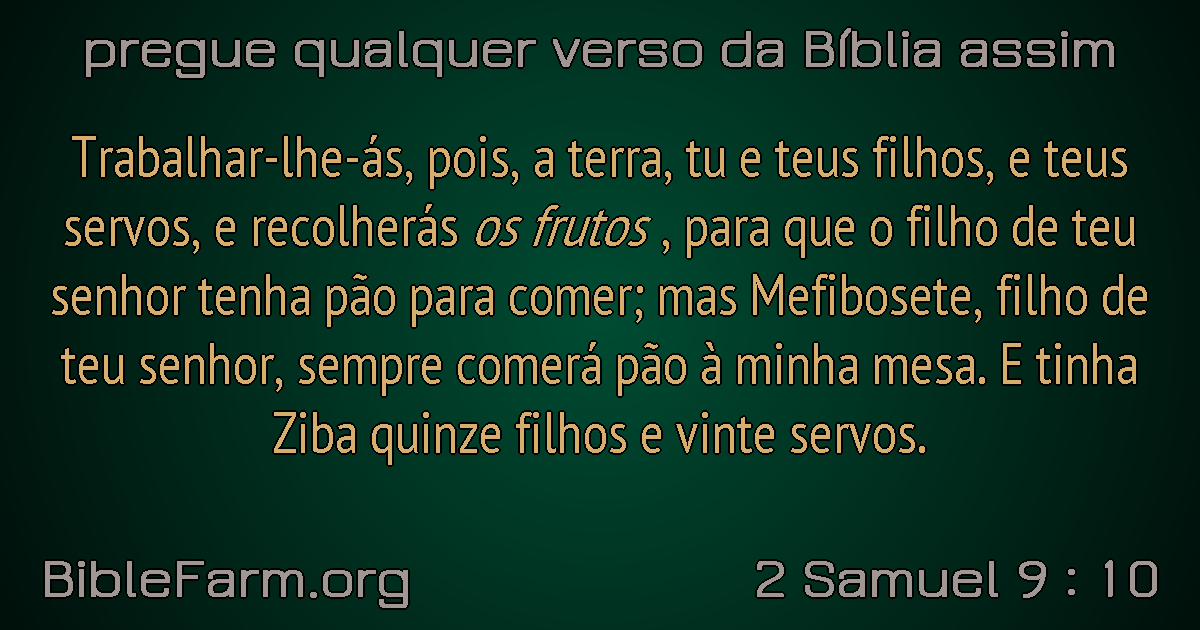 pregue qualquer verso da Bíblia assim
Trabalhar-lhe-ás, pois, a terra, tu e teus filhos, e teus
servos, e recolherás os frutos , para que o filho de teu
senhor tenha pão para comer; mas Mefibosete, filho de
teu senhor, sempre comerá pão à minha mesa. E tinha
Ziba quinze filhos e vinte servos.
BibleFarm.org
2 Samuel 9 : 10